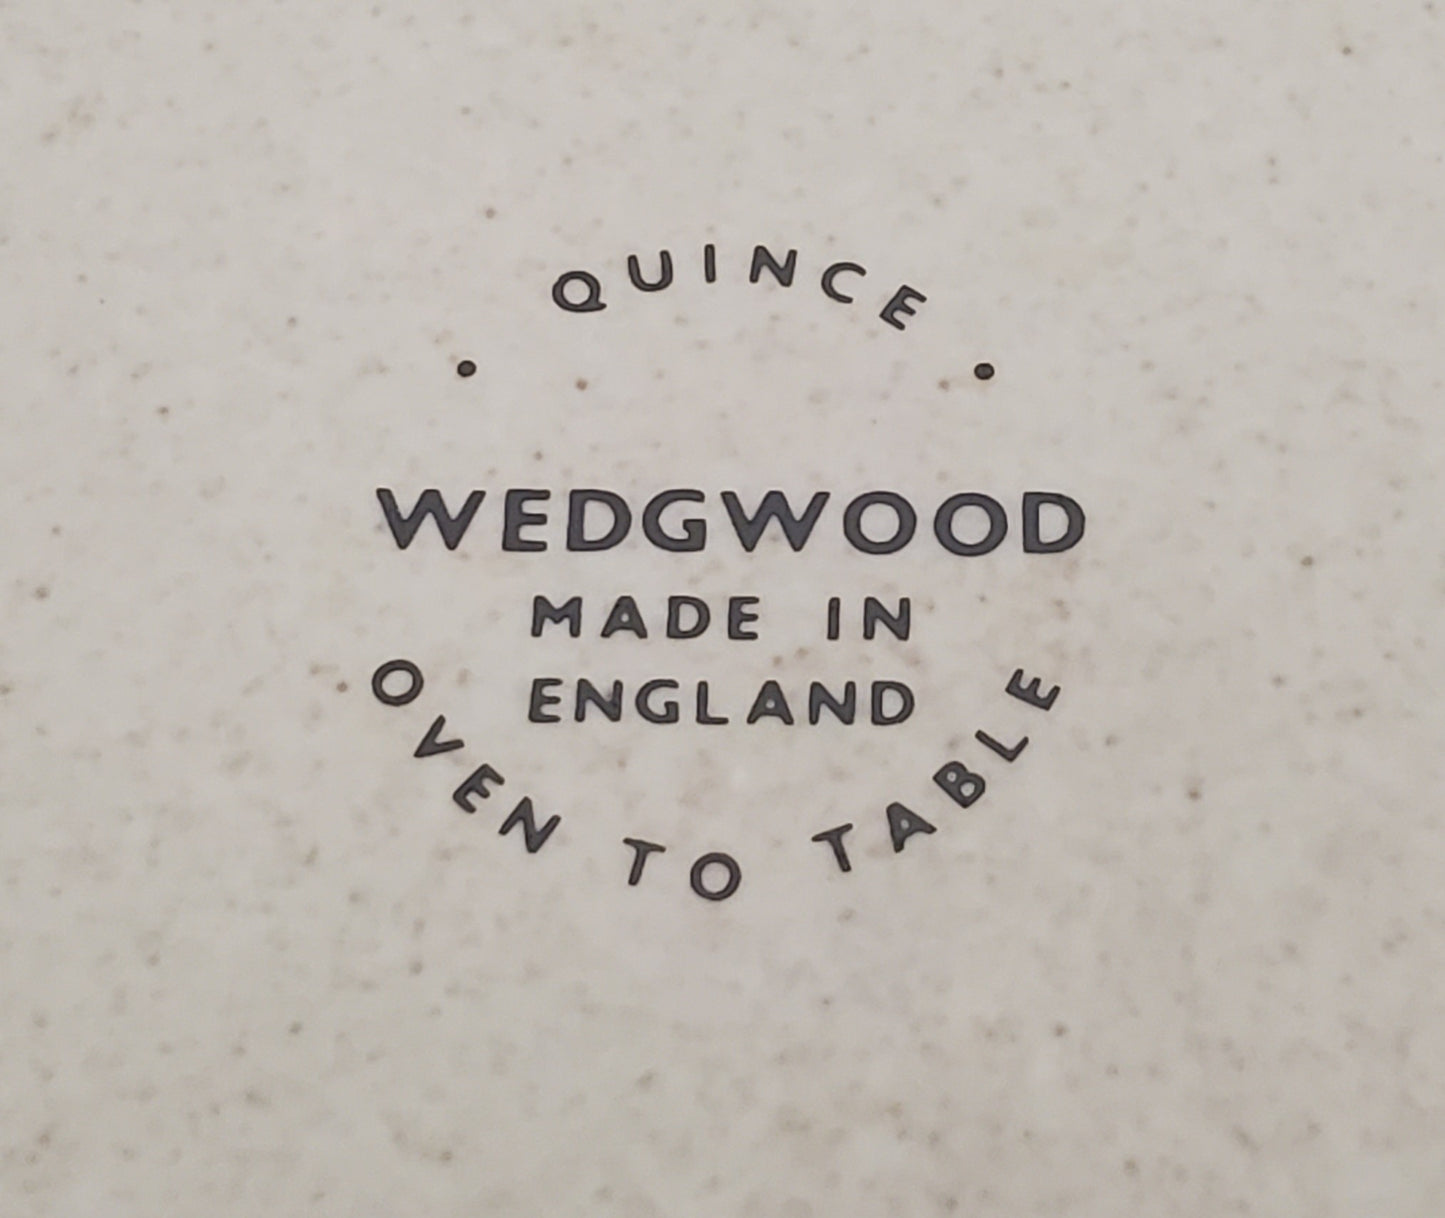 QUINCE
WEDGWOOD
MADE IN
ENGLAND
OVEN TO TABLE